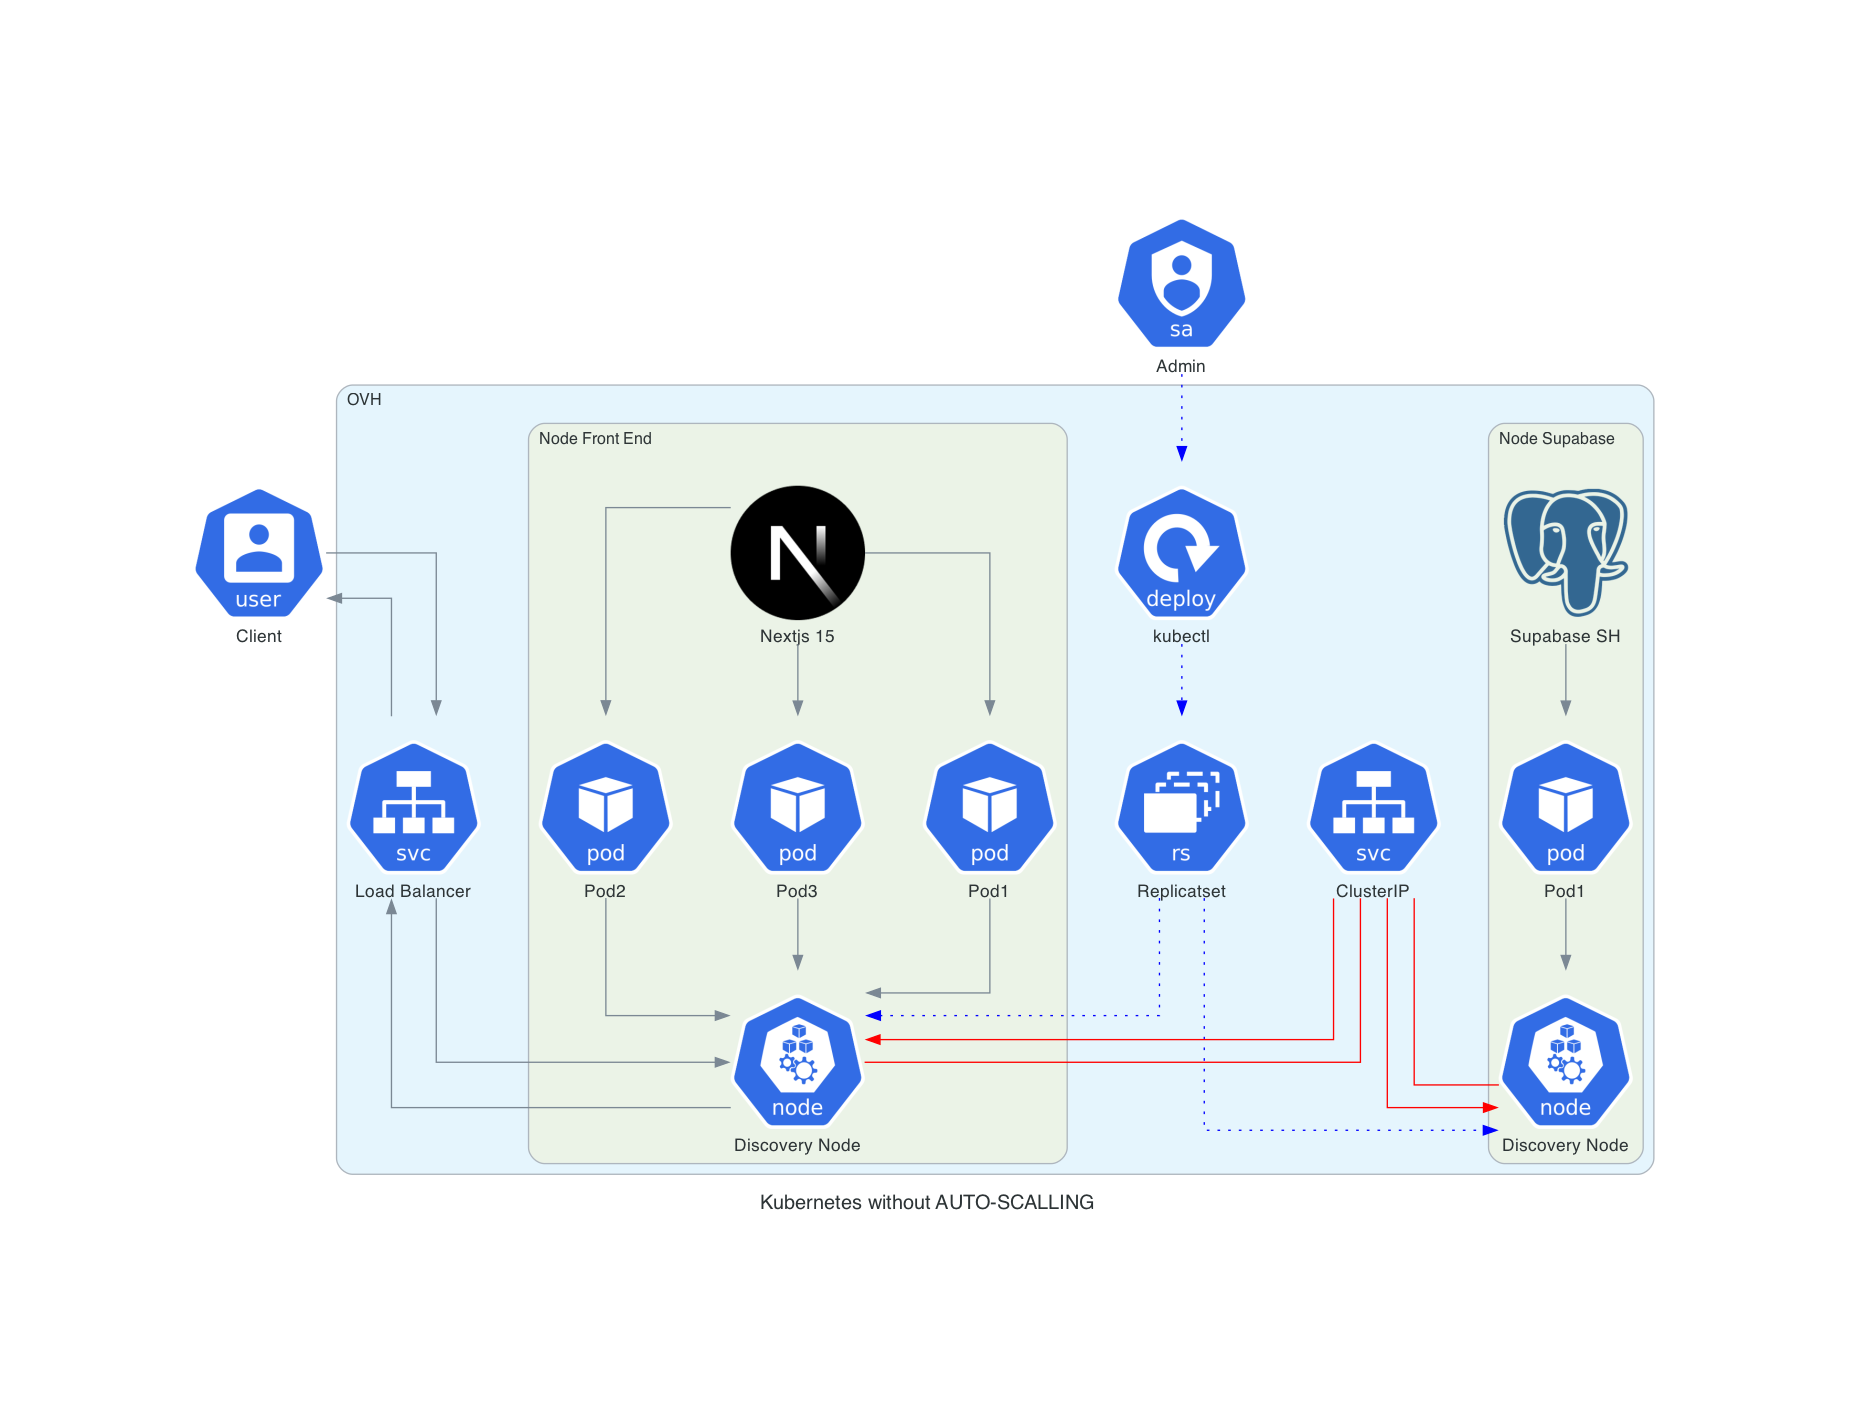 sa
Admin
OVH
Node Front End
Node Supabase
user
Client
Nextjs 15
deploy
kubectl
Supabase SH
svc
Load Balancer
pod
Pod2
pod
Pod3
pod
Pod1
rs
Replicatset
svc
ClusterIP
pod
Pod1
node
Discovery Node
node
Discovery Node
Kubernetes without AUTO-SCALLING